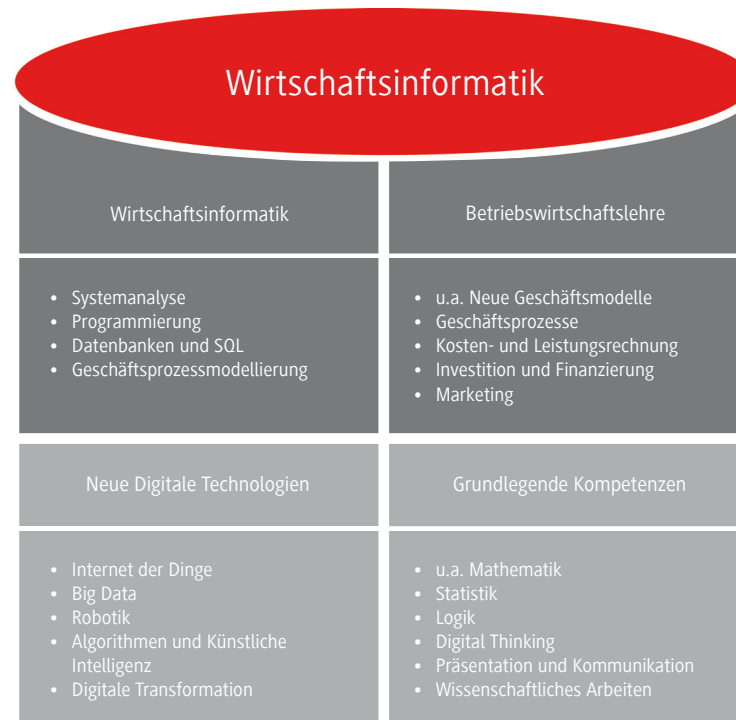 Wirtschaftsinformatik
Wirtschaftsinformatik
Betriebswirtschaftslehre
• Systemanalyse
• Programmierung
• Datenbanken und SQL
• Geschäftsprozessmodellierung
• u.a. Neue Geschäftsmodelle
• Geschäftsprozesse
• Kosten- und Leistungsrechnung
• Investition und Finanzierung
• Marketing
Neue Digitale Technologien
Grundlegende Kompetenzen
• Internet der Dinge
• Big Data
• Robotik
• Algorithmen und Künstliche
Intelligenz
• Digitale Transformation
• u.a. Mathematik
• Statistik
• Logik
• Digital Thinking
• Präsentation und Kommunikation
• Wissenschaftliches Arbeiten